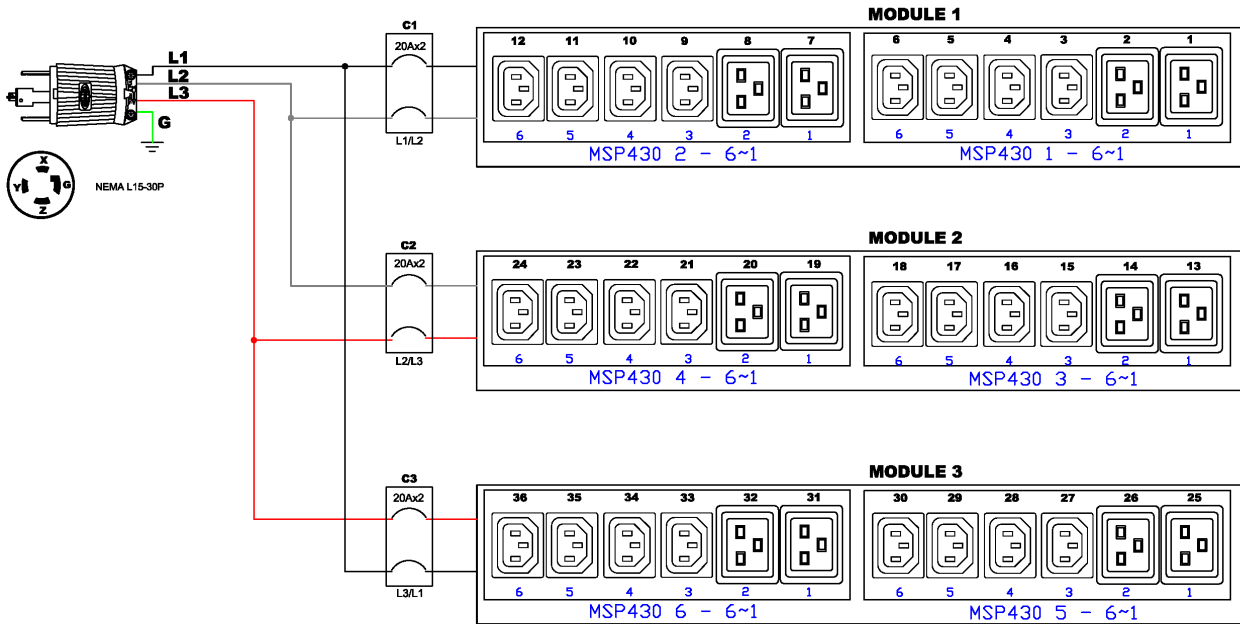 MODULE 1
C1
20Ax2
L1/L2
L1
L2
L3
G
X
Y
G
Z
NEMA L15-30P
12 11 10 9 8 7
6 5 4 3 2 1
6 5 4 3 2 1
6 5 4 3 2 1
MSP430 2 - 6~1
MSP430 1 - 6~1
MODULE 2
C2
20Ax2
L2/L3
24 23 22 21 20 19
18 17 16 15 14 13
6 5 4 3 2 1
6 5 4 3 2 1
MSP430 4 - 6~1
MSP430 3 - 6~1
MODULE 3
C3
20Ax2
L3/L1
36 35 34 33 32 31
30 29 28 27 26 25
6 5 4 3 2 1
6 5 4 3 2 1
MSP430 6 - 6~1
MSP430 5 - 6~1